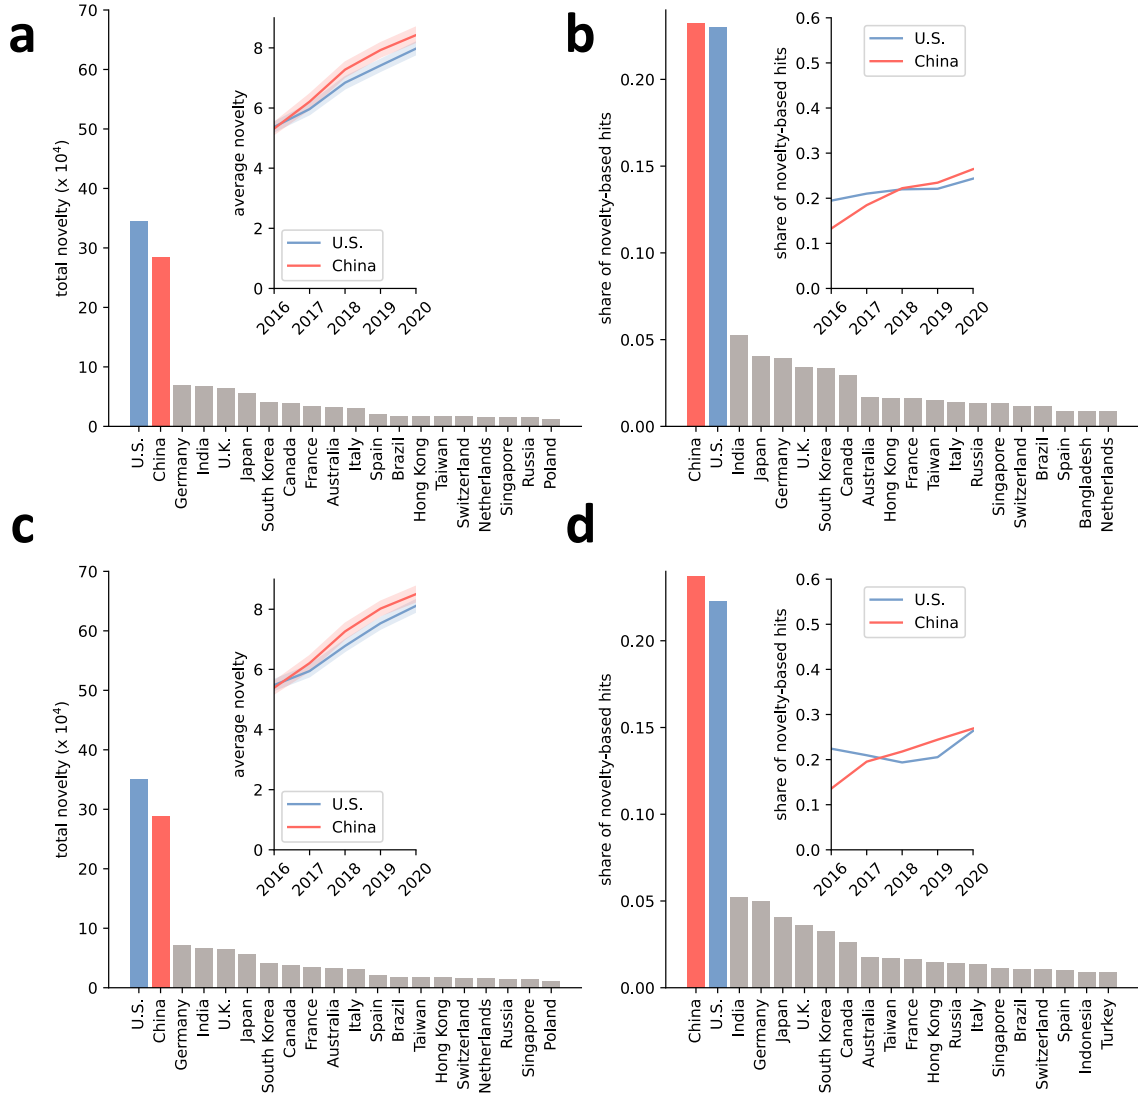 a
total novelty (x 10⁴)
70
60
50
40
30
20
10
0
average novelty
8
6
4
2
0
U.S.
China
2016
2017
2018
2019
2020
U.S.
China
Germany
India
U.K.
Japan
South Korea
Canada
France
Australia
Italy
Spain
Brazil
Hong Kong
Taiwan
Switzerland
Netherlands
Singapore
Russia
Poland
b
share of novelty-based hits
0.20
0.15
0.10
0.05
0.00
share of novelty-based hits
0.6
0.5
0.4
0.3
0.2
0.1
0.0
U.S.
China
2016
2017
2018
2019
2020
China
U.S.
India
Japan
Germany
U.K.
South Korea
Canada
Australia
Hong Kong
France
Taiwan
Italy
Russia
Singapore
Switzerland
Brazil
Spain
Bangladesh
Netherlands
c
total novelty (x 10⁴)
70
60
50
40
30
20
10
0
average novelty
8
6
4
2
0
U.S.
China
2016
2017
2018
2019
2020
U.S.
China
Germany
India
U.K.
Japan
South Korea
Canada
France
Australia
Italy
Spain
Brazil
Taiwan
Hong Kong
Switzerland
Netherlands
Russia
Singapore
Poland
d
share of novelty-based hits
0.20
0.15
0.10
0.05
0.00
share of novelty-based hits
0.6
0.5
0.4
0.3
0.2
0.1
0.0
U.S.
China
2016
2017
2018
2019
2020
China
U.S.
India
Germany
Japan
U.K.
South Korea
Canada
Australia
Taiwan
France
Hong Kong
Russia
Italy
Singapore
Brazil
Switzerland
Spain
Indonesia
Turkey